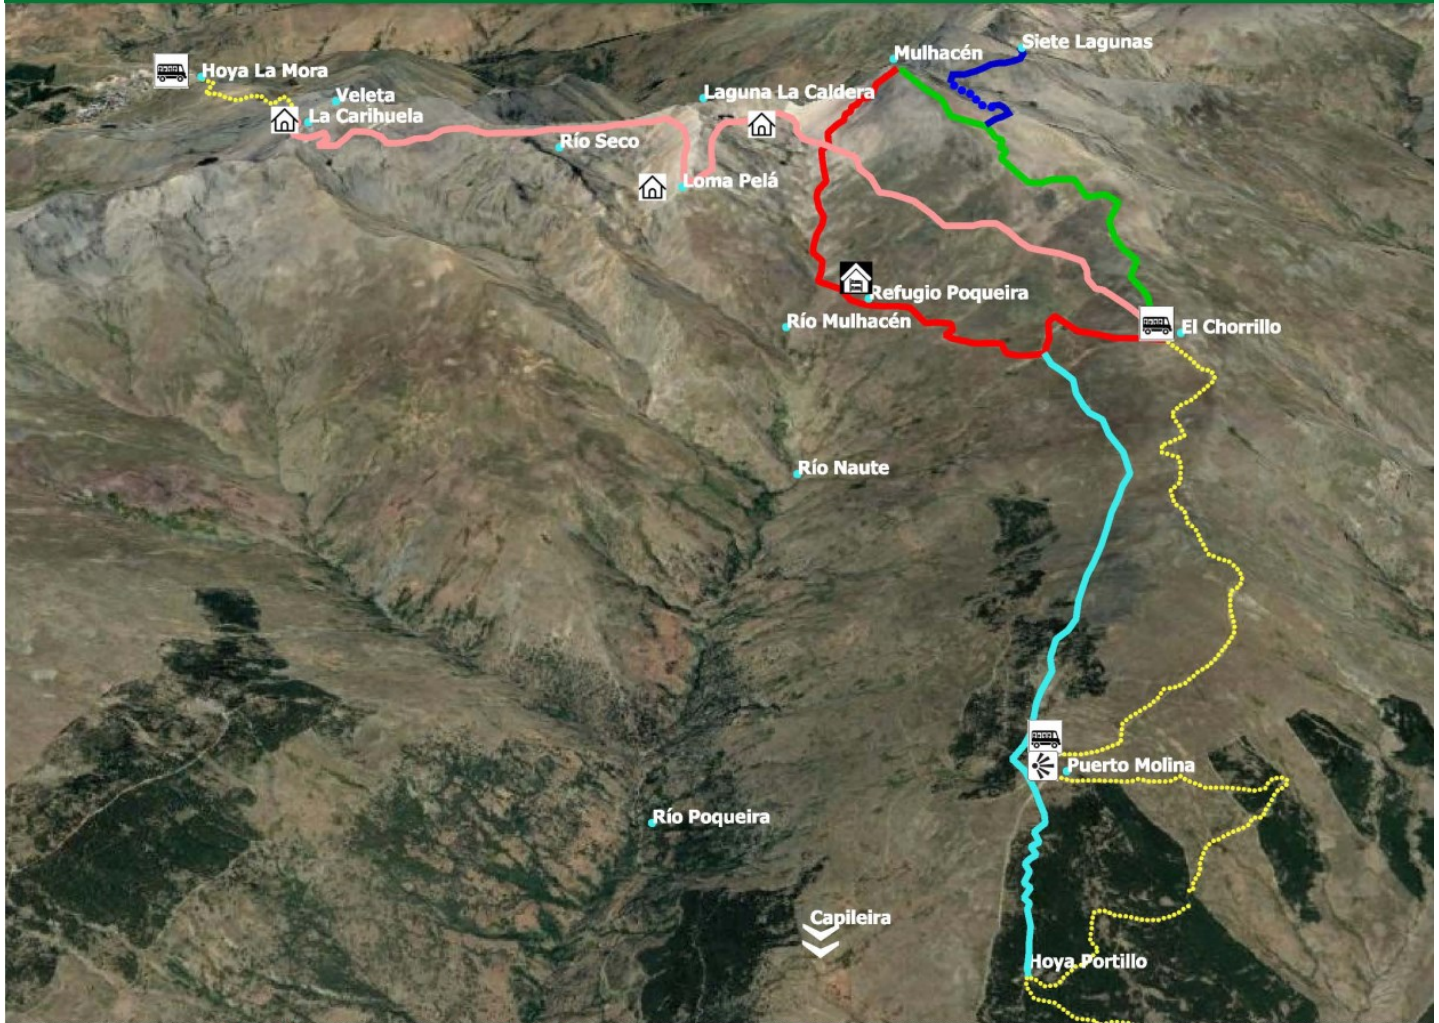 Mulhacén
Siete Lagunas
Hoya La Mora
Veleta
Laguna La Caldera
La Carihuela
Río Seco
Loma Pelá
Refugio Poqueira
Río Mulhacén
El Chorrillo
Río Naute
Puerto Molina
Río Poqueira
Capileira
Hoya Portillo